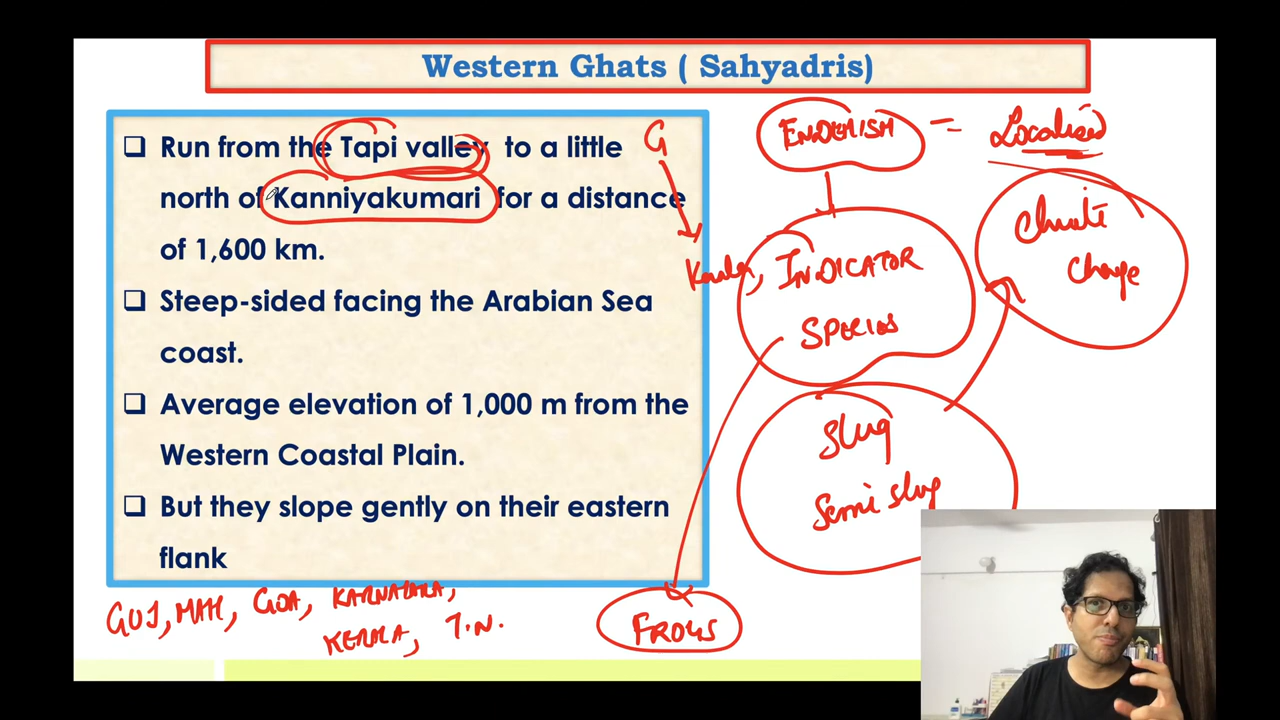 Western Ghats ( Sahyadris)
❑ Run from the Tapi valley to a little
north of Kanniyakumari for a distance
of 1,600 km.
❑ Steep-sided facing the Arabian Sea
coast.
❑ Average elevation of 1,000 m from the
Western Coastal Plain.
❑ But they slope gently on their eastern
flank
GUJ, MAH, GOA, KARNATAKA,
KERALA, T.N.
G
Kerala,
ENDEMISM = Localised
INDICATOR
SPECIES
Climate
Change
Slug
Semi slug
FROGS